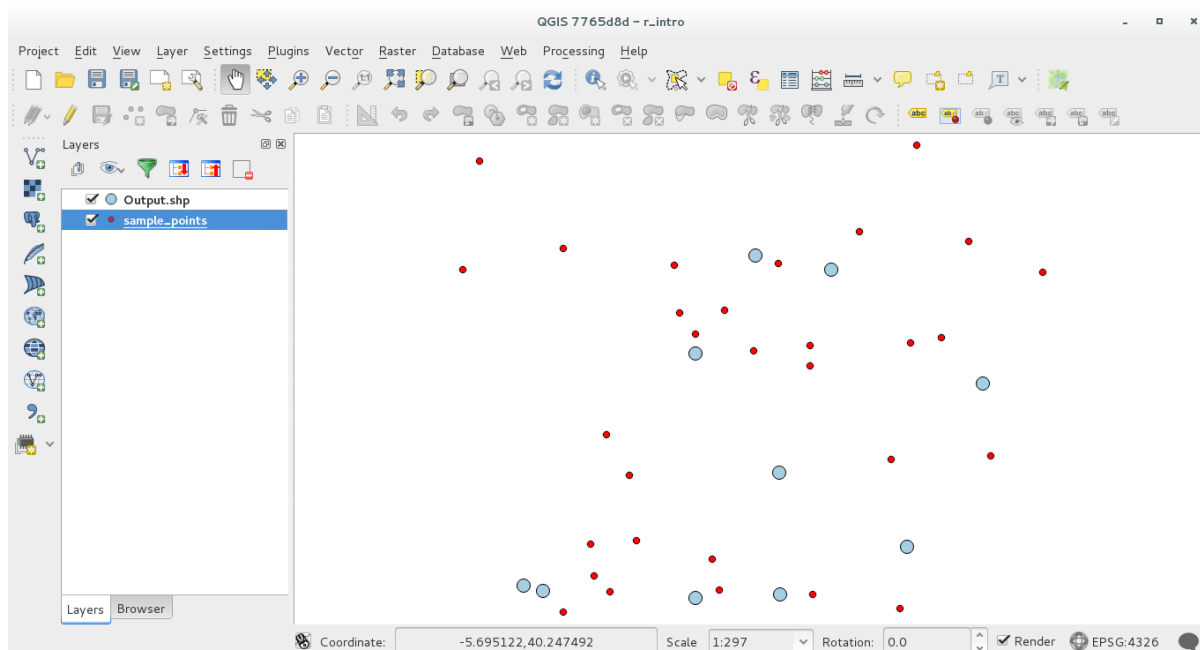 QGIS 7765d8d – r_intro
Project Edit View Layer Settings Plugins Vector Raster Database Web Processing Help
Layers
Output.shp
sample_points
Layers Browser
Coordinate: -5.695122,40.247492 Scale 1:297 Rotation: 0.0 Render EPSG:4326